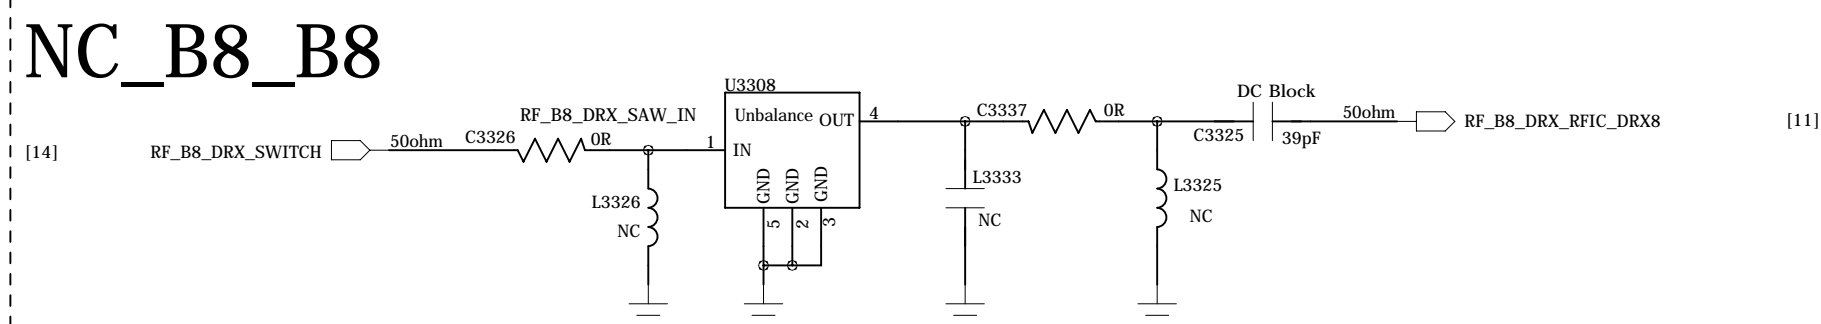 NC_B8_B8
U3308
DC Block
RF_B8_DRX_SAW_IN
Unbalance OUT
4
C3337
0R
50ohm
RF_B8_DRX_RFIC_DRX8
[11]
C3325
39pF
[14]
RF_B8_DRX_SWITCH
50ohm
C3326
0R
1
IN
GND
GND
GND
L3333
L3325
L3326
NC
NC
NC
5
2
3